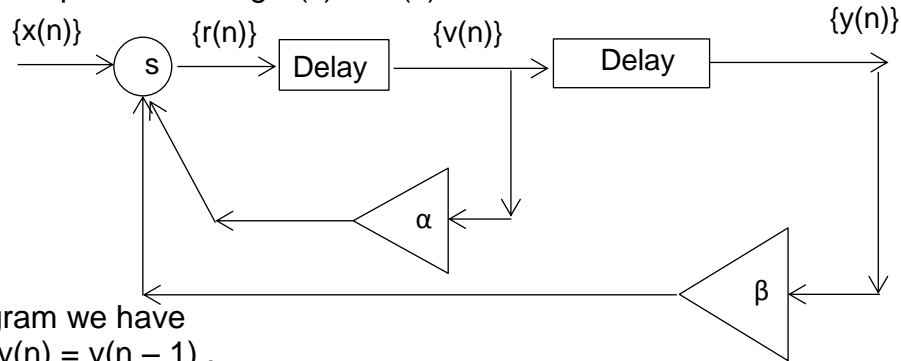 {x(n)} {r(n)} {v(n)} {y(n)}
s Delay Delay
α
β
gram we have
y(n) = v(n – 1) .